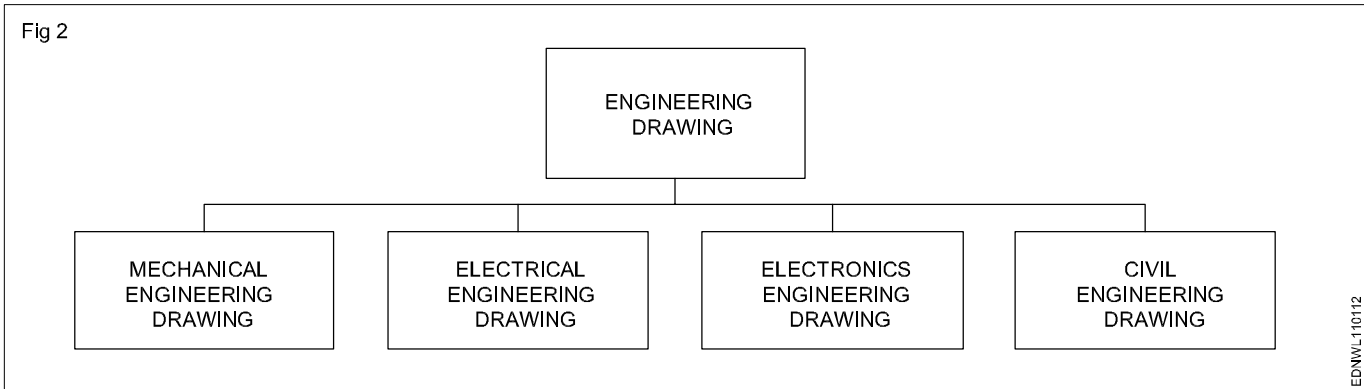 Fig 2
ENGINEERING
DRAWING
MECHANICAL
ENGINEERING
DRAWING
ELECTRICAL
ENGINEERING
DRAWING
ELECTRONICS
ENGINEERING
DRAWING
CIVIL
ENGINEERING
DRAWING
EDNWL110112